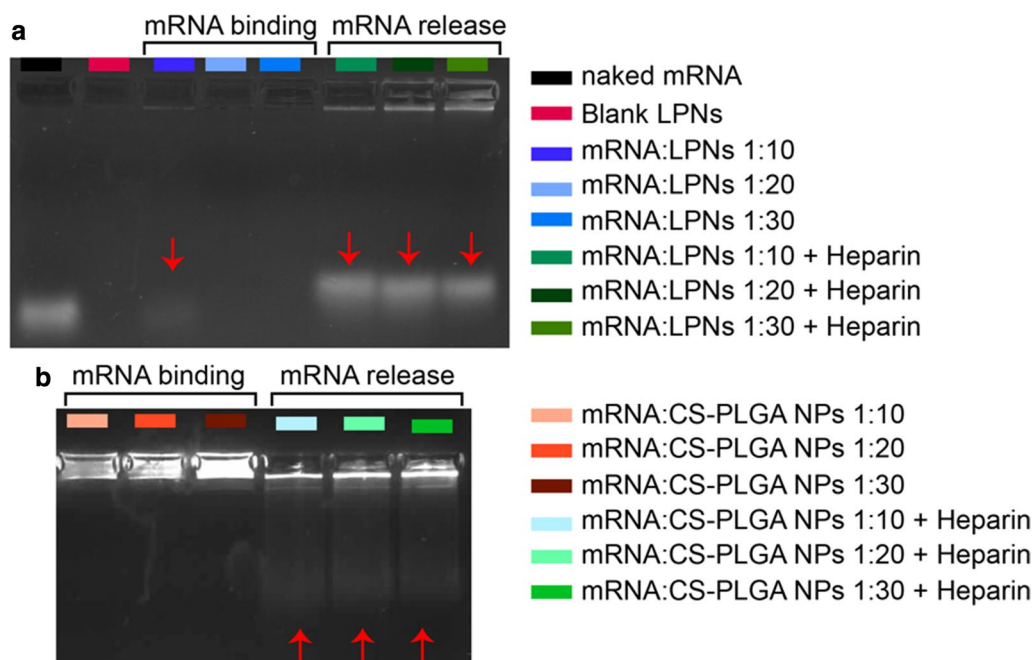 a
mRNA binding
mRNA release
naked mRNA
Blank LPNs
mRNA:LPNs 1:10
mRNA:LPNs 1:20
mRNA:LPNs 1:30
mRNA:LPNs 1:10 + Heparin
mRNA:LPNs 1:20 + Heparin
mRNA:LPNs 1:30 + Heparin
b
mRNA binding
mRNA release
mRNA:CS-PLGA NPs 1:10
mRNA:CS-PLGA NPs 1:20
mRNA:CS-PLGA NPs 1:30
mRNA:CS-PLGA NPs 1:10 + Heparin
mRNA:CS-PLGA NPs 1:20 + Heparin
mRNA:CS-PLGA NPs 1:30 + Heparin